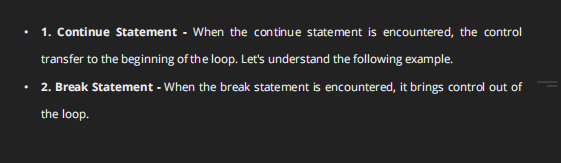 • 1. Continue Statement - When the continue statement is encountered, the control
transfer to the beginning of the loop. Let's understand the following example.
• 2. Break Statement - When the break statement is encountered, it brings control out of
the loop.